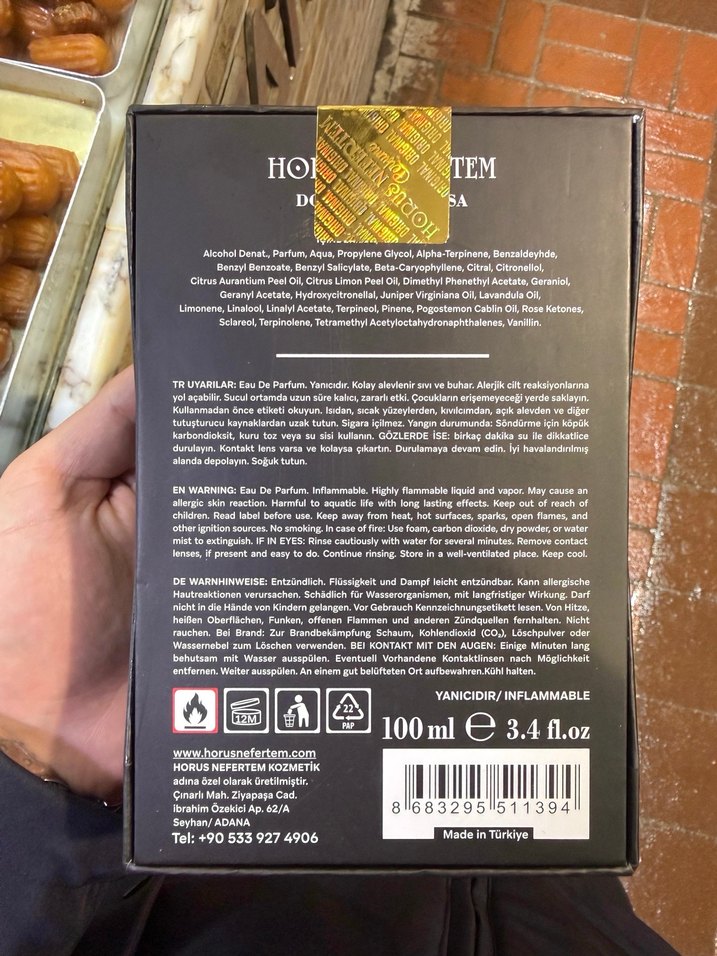 HORUS NEFERTEM
Alcohol Denat., Parfum, Aqua, Propylene Glycol, Alpha-Terpinene, Benzaldeyhde,
Benzyl Benzoate, Benzyl Salicylate, Beta-Caryophyllene, Citral, Citronellol,
Citrus Aurantium Peel Oil, Citrus Limon Peel Oil, Dimethyl Phenethyl Acetate, Geraniol,
Geranyl Acetate, Hydroxycitronellal, Juniper Virginiana Oil, Lavandula Oil,
Limonene, Linalool, Linalyl Acetate, Terpineol, Pinene, Pogostemon Cablin Oil, Rose Ketones,
Sclareol, Terpinolene, Tetramethyl Acetyloctahydronaphthalenes, Vanillin.
TR UYARILAR: Eau De Parfum. Yanıcıdır. Kolay alevlenir sıvı ve buhar. Alerjik cilt reaksiyonlarına
yol açabilir. Sucul ortamda uzun süre kalıcı, zararlı etki. Çocukların erişemeyeceği yerde saklayın.
Kullanmadan önce etiketi okuyun. Isıdan, sıcak yüzeylerden, kıvılcımdan, açık alevden ve diğer
tutuşturucu kaynaklardan uzak tutun. Sigara içilmez. Yangın durumunda: Söndürme için köpük
karbondioksit, kuru toz veya su sisi kullanın. GÖZLERDE İSE: birkaç dakika su ile dikkatlice
durulayın. Kontakt lens varsa ve kolaysa çıkartın. Durulamaya devam edin. İyi havalandırılmış
alanda depolayın. Soğuk tutun.
EN WARNING: Eau De Parfum. Inflammable. Highly flammable liquid and vapor. May cause an
allergic skin reaction. Harmful to aquatic life with long lasting effects. Keep out of reach of
children. Read label before use. Keep away from heat, hot surfaces, sparks, open flames, and
other ignition sources. No smoking. In case of fire: Use foam, carbon dioxide, dry powder, or water
mist to extinguish. IF IN EYES: Rinse cautiously with water for several minutes. Remove contact
lenses, if present and easy to do. Continue rinsing. Store in a well-ventilated place. Keep cool.
DE WARNHINWEISE: Entzündlich. Flüssigkeit und Dampf leicht entzündbar. Kann allergische
Hautreaktionen verursachen. Schädlich für Wasserorganismen, mit langfristiger Wirkung. Darf
nicht in die Hände von Kindern gelangen. Vor Gebrauch Kennzeichnungsetikett lesen. Von Hitze,
heißen Oberflächen, Funken, offenen Flammen und anderen Zündquellen fernhalten. Nicht
rauchen. Bei Brand: Zur Brandbekämpfung Schaum, Kohlendioxid (CO₂), Löschpulver oder
Wassernebel zum Löschen verwenden. BEI KONTAKT MIT DEN AUGEN: Einige Minuten lang
behutsam mit Wasser ausspülen. Eventuell Vorhandene Kontaktlinsen nach Möglichkeit
entfernen. Weiter ausspülen. An einem gut belüfteten Ort aufbewahren.Kühl halten.
YANICIDIR/ INFLAMMABLE
12M
22
PAP
100 ml ℮ 3.4 fl.oz
www.horusnefertem.com
HORUS NEFERTEM KOZMETİK
adına özel olarak üretilmiştir.
Çınarlı Mah. Ziyapaşa Cad.
ibrahim Özekici Ap. 62/A
Seyhan/ ADANA
Tel: +90 533 927 4906
8 683295 511394
Made in Türkiye